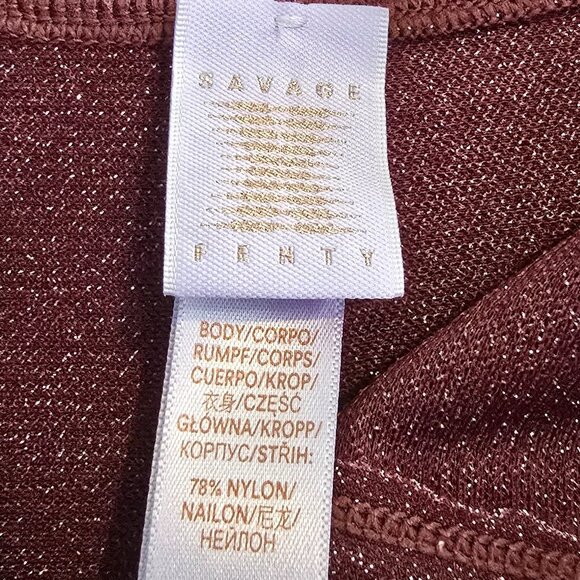 SAVAGE
FENTY
BODY/CORPO/
RUMPF/CORPS
CUERPO/KROP/
衣身/CZĘŚĆ
GŁÓWNA/KROPP/
КОРПУС/STŘIH:
78% NYLON/
NAILON/尼龙/
НЕЙЛОН